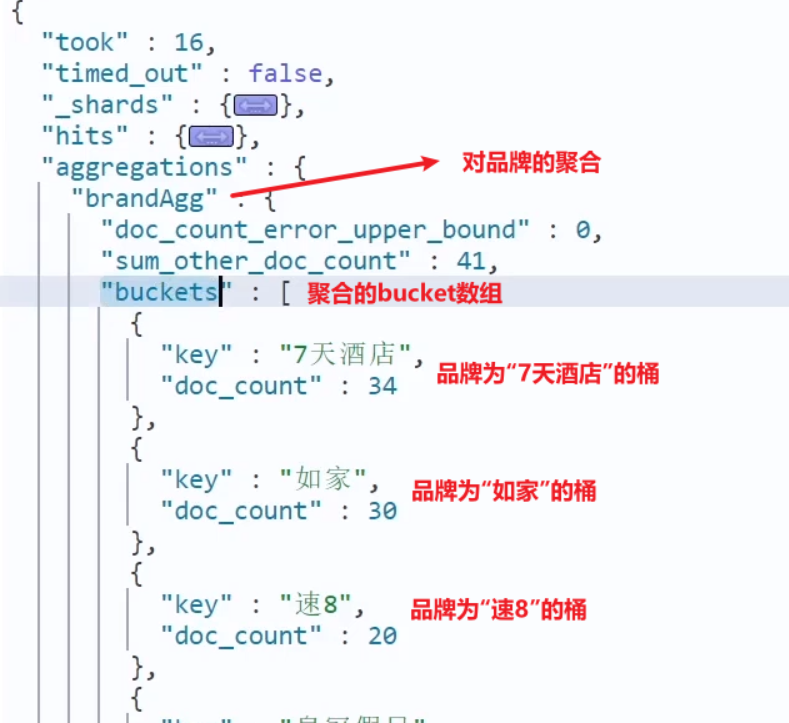 {
"took" : 16,
"timed_out" : false,
"_shards" : {},
"hits" : {},
"aggregations" : { 对品牌的聚合
"brandAgg" : {
"doc_count_error_upper_bound" : 0,
"sum_other_doc_count" : 41,
"buckets" : [ 聚合的bucket数组
{
"key" : "7天酒店",
"doc_count" : 34 品牌为“7天酒店”的桶
},
{
"key" : "如家", 品牌为“如家”的桶
"doc_count" : 30
},
{
"key" : "速8", 品牌为“速8”的桶
"doc_count" : 20
},
{